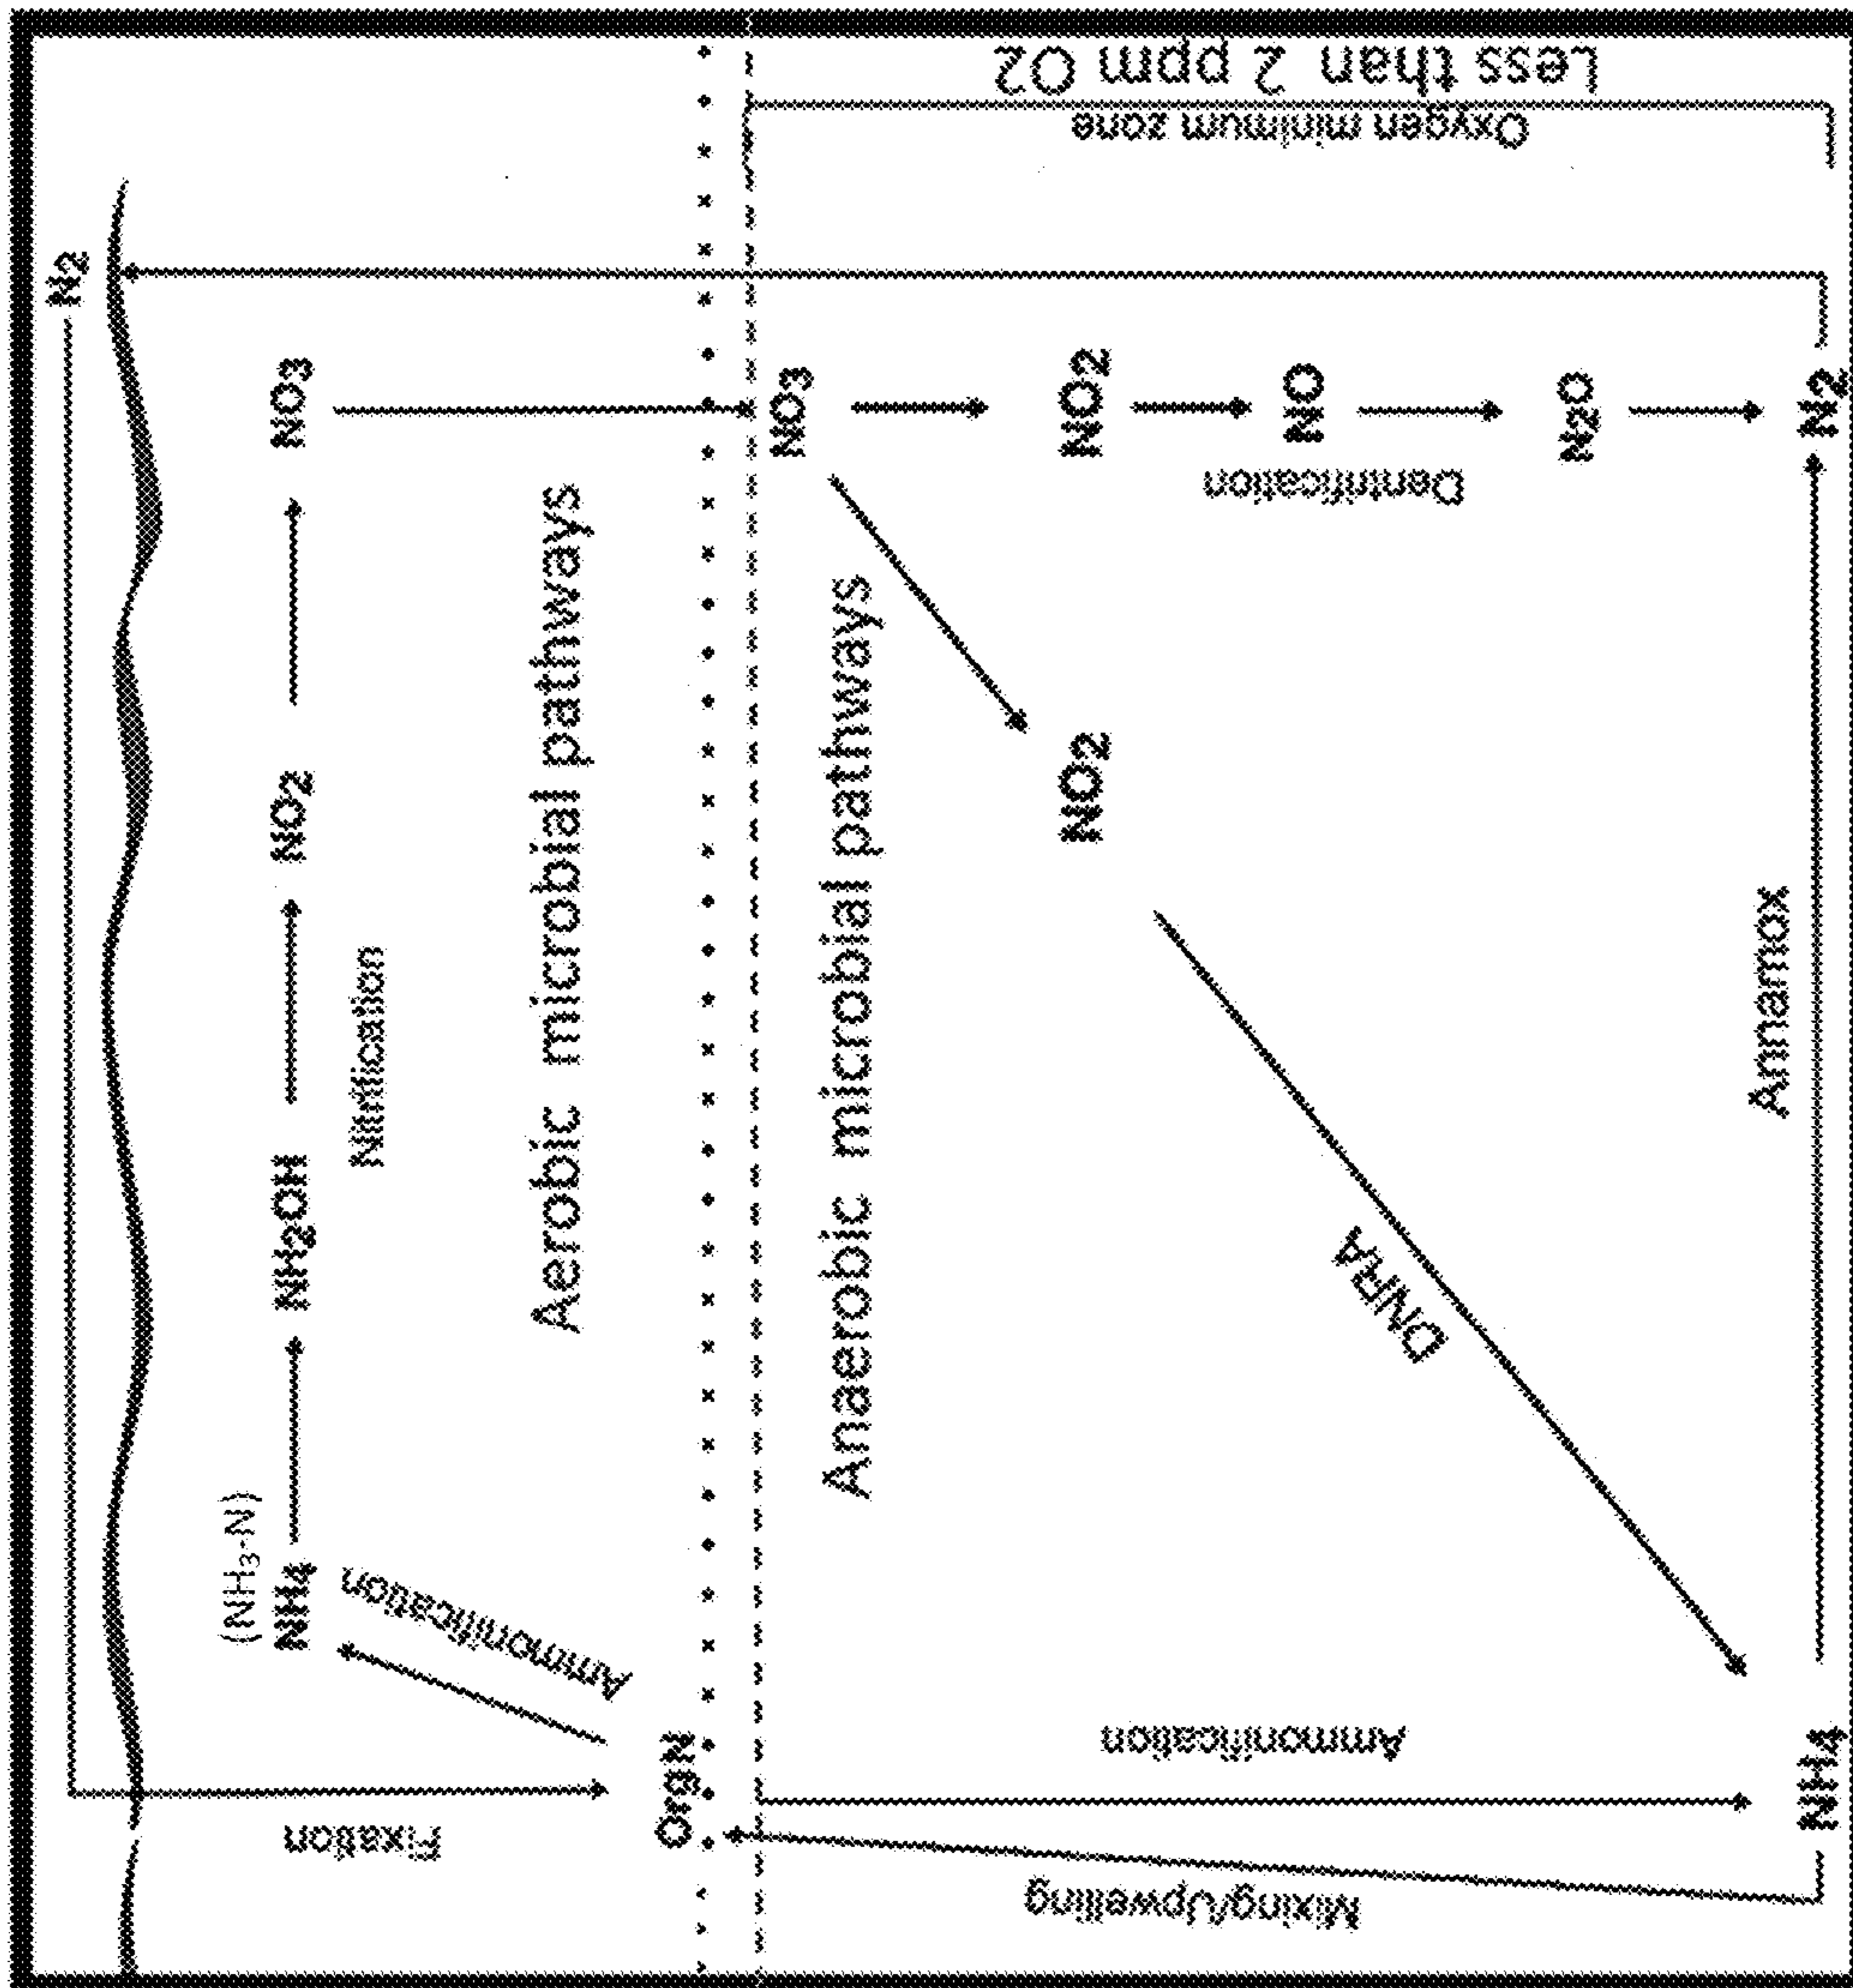 N₂
(NH₃-N)
NH₄ NH₂OH NO₂ NO₃
Fixation
Nitrification
Ammonification
Aerobic microbial pathways
OrgN
NO₃
Anaerobic microbial pathways
Less than 2 ppm O2
Oxygen minimum zone
NO₂ NO₂
Mixing/Upwelling
Ammonification
Dentrification
NO
DNRA
N₂O
Annamox
NH₄ N₂